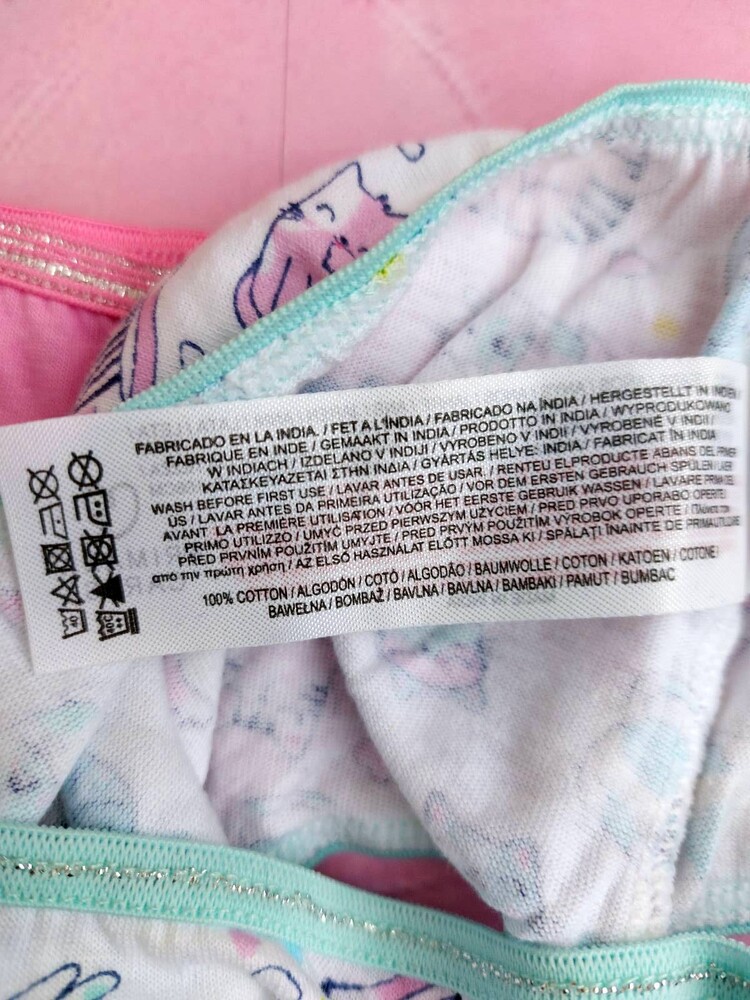 FABRICADO EN LA INDIA. / FET A L'ÍNDIA / FABRICADO NA ÍNDIA / HERGESTELLT IN INDIEN /
FABRIQUE EN INDE / GEMAAKT IN INDIA / PRODOTTO IN INDIA / WYPRODUKOWANO
W INDIACH / IZDELANO V INDIJI / VYROBENO V INDII / VYROBENÉ V INDII /
ΚΑΤΑΣΚΕΥΑΖΕΤΑΙ ΣΤΗΝ ΙΝΔΙΑ / GYÁRTÁS HELYE: INDIA / FABRICAT ÎN INDIA
WASH BEFORE FIRST USE / LAVAR ANTES DE USAR. / RENTEU ELPRODUCTE ABANS DEL PRIMER
ÚS / LAVAR ANTES DA PRIMEIRA UTILIZAÇÃO / VOR DEM ERSTEN GEBRAUCH SPÜLEN / LAVER
AVANT LA PREMIÈRE UTILISATION / VÓÓR HET EERSTE GEBRUIK WASSEN / LAVARE PRIMA DEL
PRIMO UTILIZZO / UMYĆ PRZED PIERWSZYM UŻYCIEM / PRED PRVO UPORABO OPERITE /
PŘED PRVNÍM POUŽITÍM UMYJTE / PRED PRVÝM POUŽITÍM VÝROBOK OPERTE / Πλύνετε πριν
από την πρώτη χρήση / AZ ELSŐ HASZNÁLAT ELŐTT MOSSA KI / SPĂLAȚI ÎNAINTE DE PRIMA UTILIZARE
100% COTTON / ALGODÓN / COTÓ / ALGODÃO / BAUMWOLLE / COTON / KATOEN / COTONE /
BAWEŁNA / BOMBAŽ / BAVLNA / BAVLNA / ΒΑΜΒΑΚΙ / PAMUT / BUMBAC
40